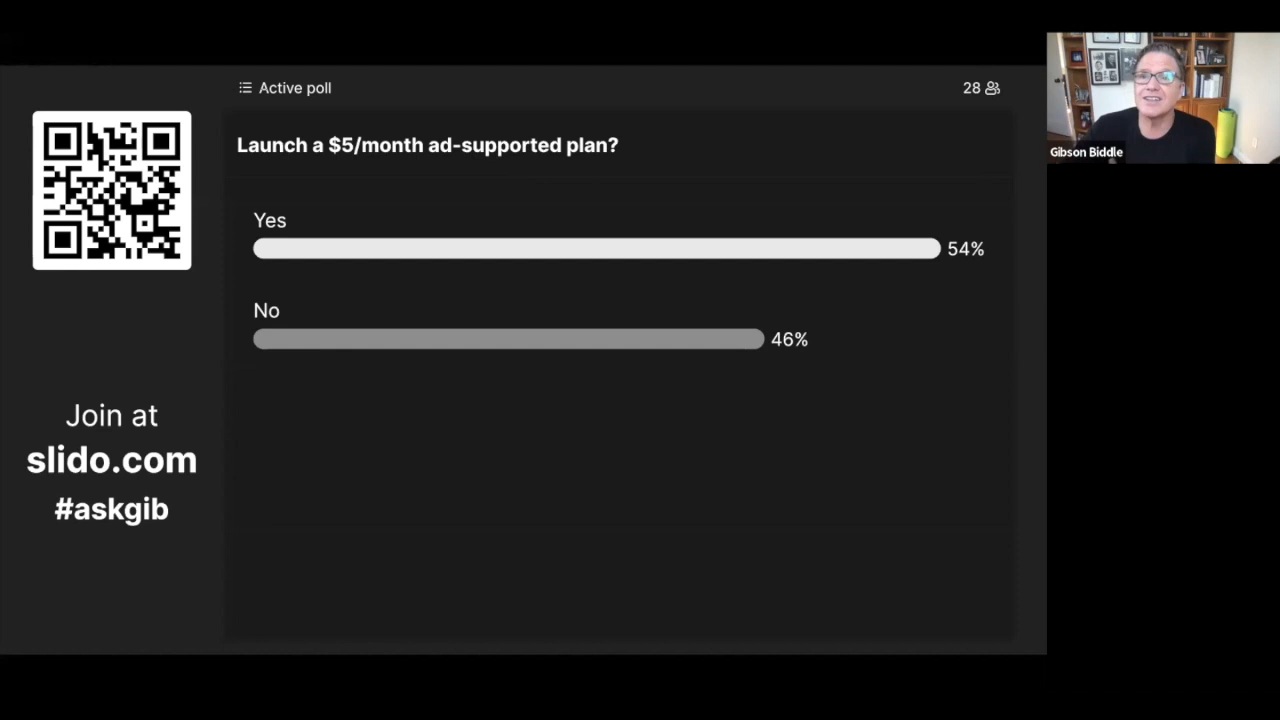 Active poll
28
Launch a $5/month ad-supported plan?
Yes
54%
No
46%
Join at
slido.com
#askgib
Gibson Biddle